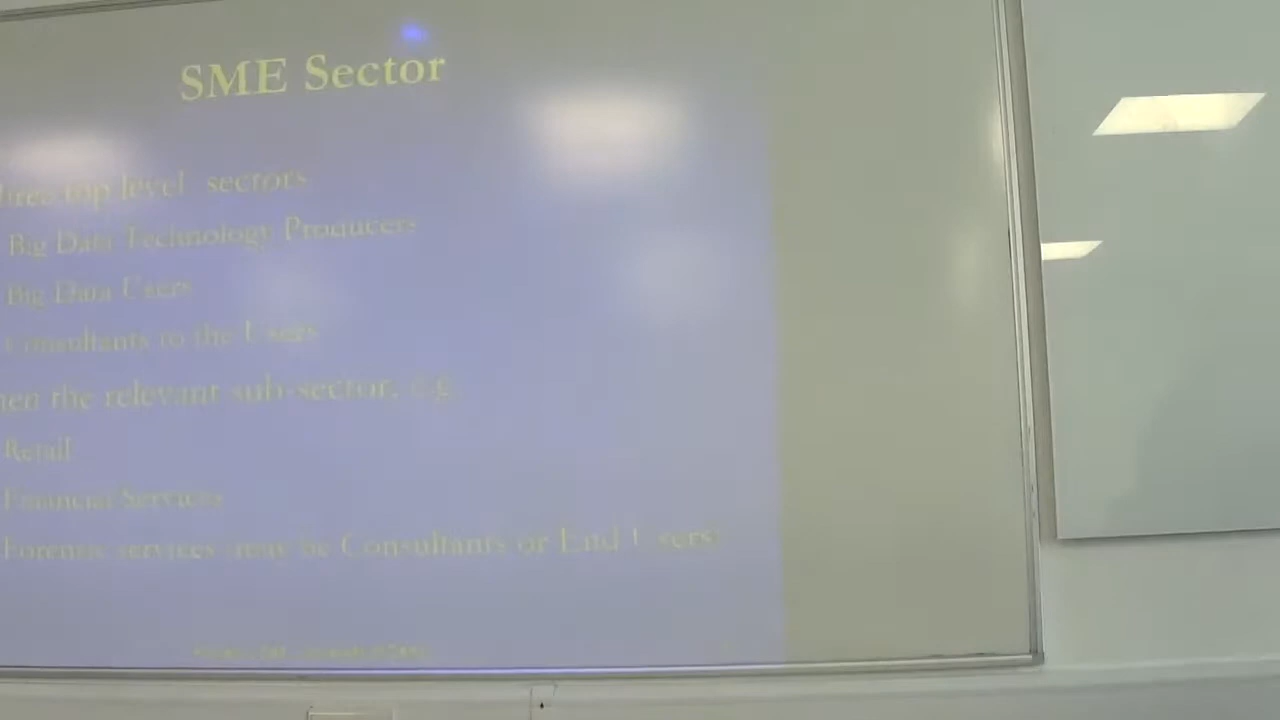 SME Sector
top level sectors
Big Data Technology Producers
Big Data Users
Consultants to the Users
the relevant sub-sector, e.g.
Retail
Financial Services
Forensic services may be Consultants or End Users